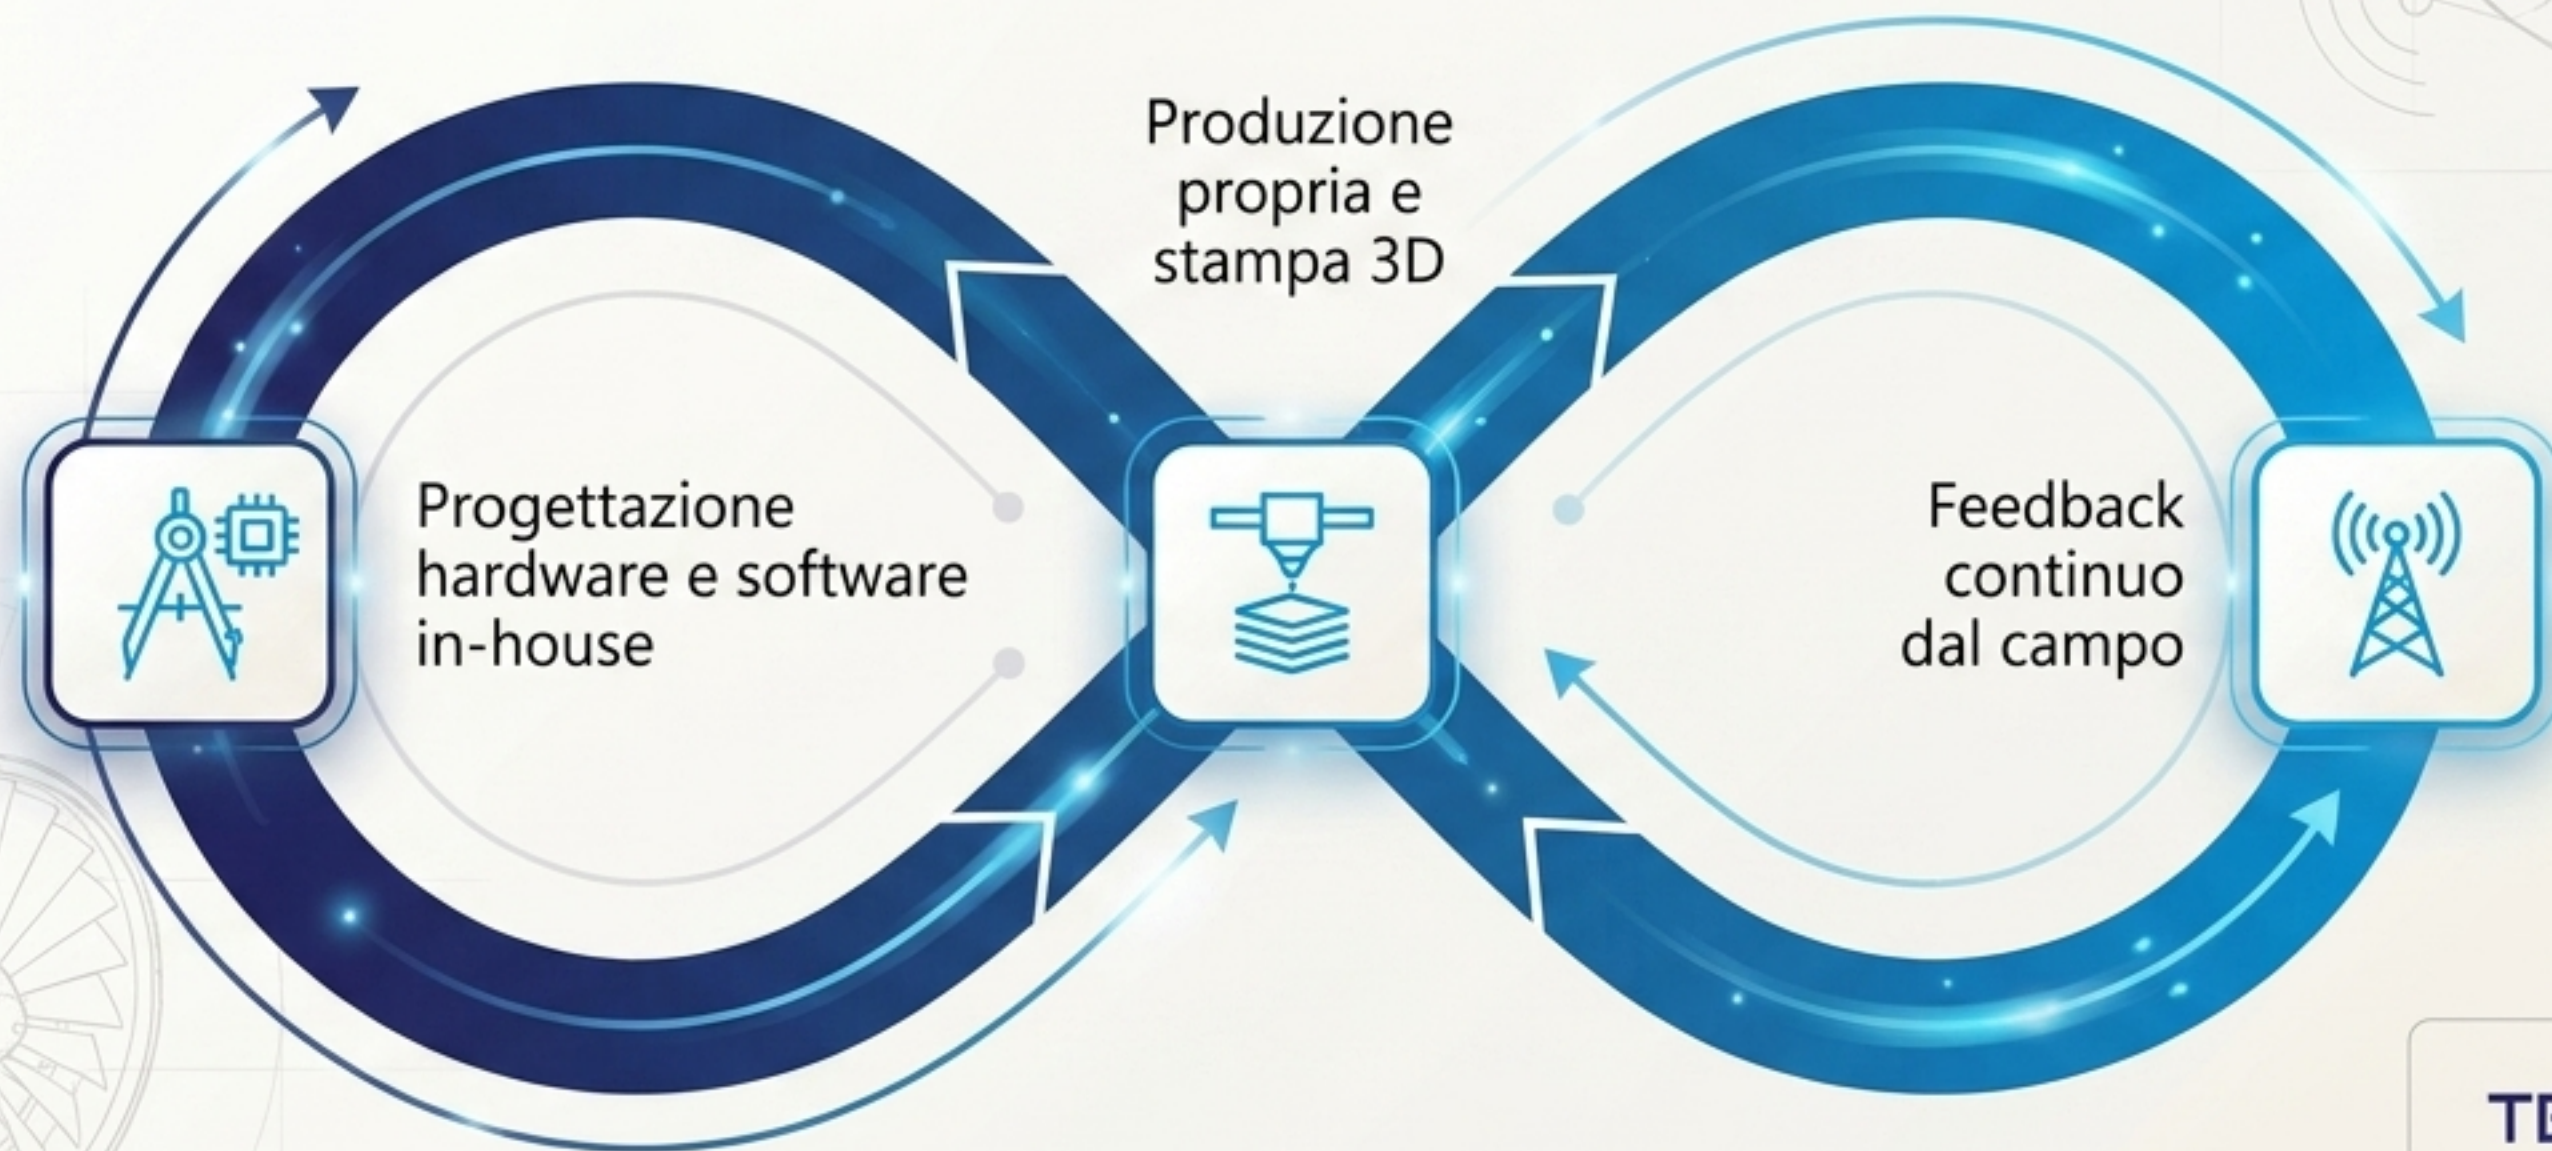 Produzione
propria e
stampa 3D
Progettazione
hardware e software
in-house
Feedback
continuo
dal campo